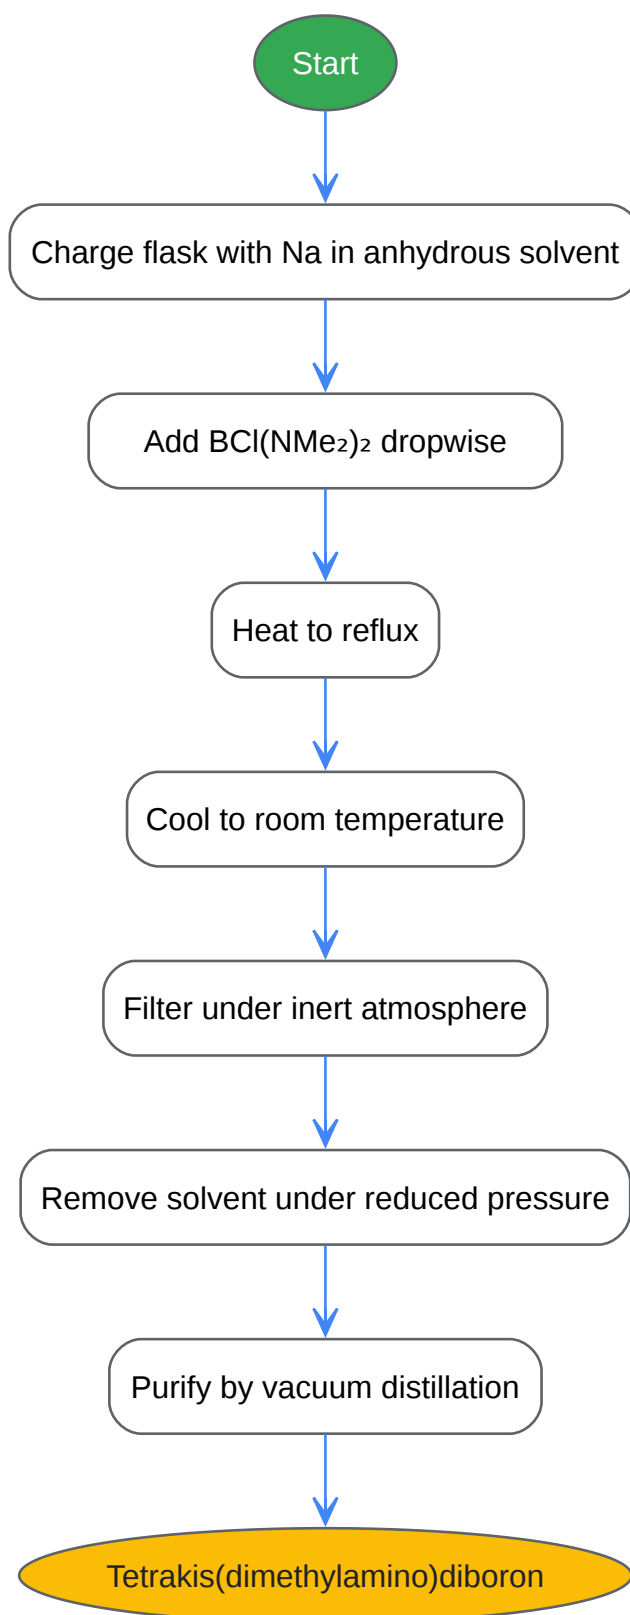 Start
Charge flask with Na in anhydrous solvent
Add BCl(NMe₂)₂ dropwise
Heat to reflux
Cool to room temperature
Filter under inert atmosphere
Remove solvent under reduced pressure
Purify by vacuum distillation
Tetrakis(dimethylamino)diboron